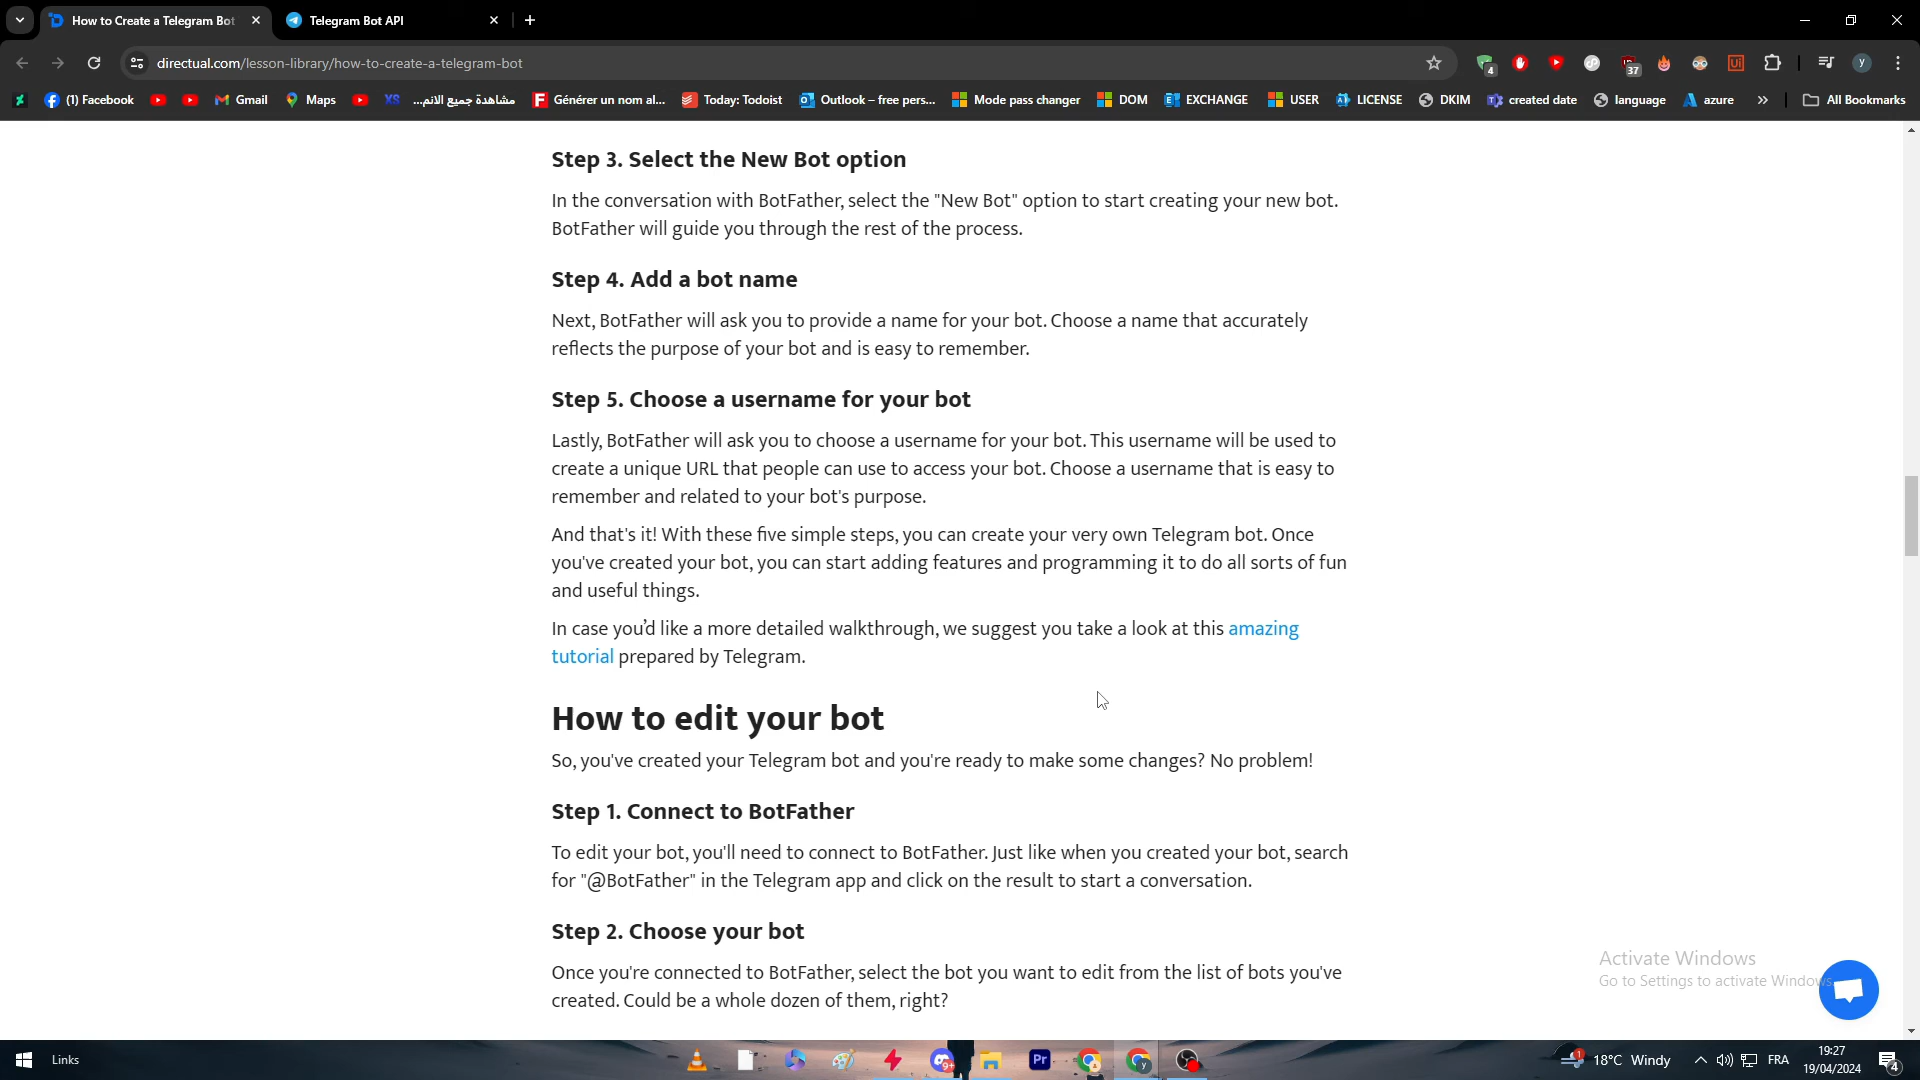 How to Create a Telegram Bot
Telegram Bot API
directual.com/lesson-library/how-to-create-a-telegram-bot
4
37
Ui
y
(1) Facebook
Gmail
Maps
XS
مشاهدة جميع الانم...
Générer un nom al...
Today: Todoist
Outlook – free pers...
Mode pass changer
DOM
EXCHANGE
USER
LICENSE
DKIM
created date
language
azure
»
All Bookmarks
Step 3. Select the New Bot option
In the conversation with BotFather, select the "New Bot" option to start creating your new bot.
BotFather will guide you through the rest of the process.
Step 4. Add a bot name
Next, BotFather will ask you to provide a name for your bot. Choose a name that accurately
reflects the purpose of your bot and is easy to remember.
Step 5. Choose a username for your bot
Lastly, BotFather will ask you to choose a username for your bot. This username will be used to
create a unique URL that people can use to access your bot. Choose a username that is easy to
remember and related to your bot's purpose.
And that's it! With these five simple steps, you can create your very own Telegram bot. Once
you've created your bot, you can start adding features and programming it to do all sorts of fun
and useful things.
In case you'd like a more detailed walkthrough, we suggest you take a look at this amazing
tutorial prepared by Telegram.
How to edit your bot
So, you've created your Telegram bot and you're ready to make some changes? No problem!
Step 1. Connect to BotFather
To edit your bot, you'll need to connect to BotFather. Just like when you created your bot, search
for "@BotFather" in the Telegram app and click on the result to start a conversation.
Step 2. Choose your bot
Once you're connected to BotFather, select the bot you want to edit from the list of bots you've
created. Could be a whole dozen of them, right?
Activate Windows
Go to Settings to activate Windows.
Links
9+
Pr
y
1
18°C Windy
FRA
19:27
19/04/2024
4